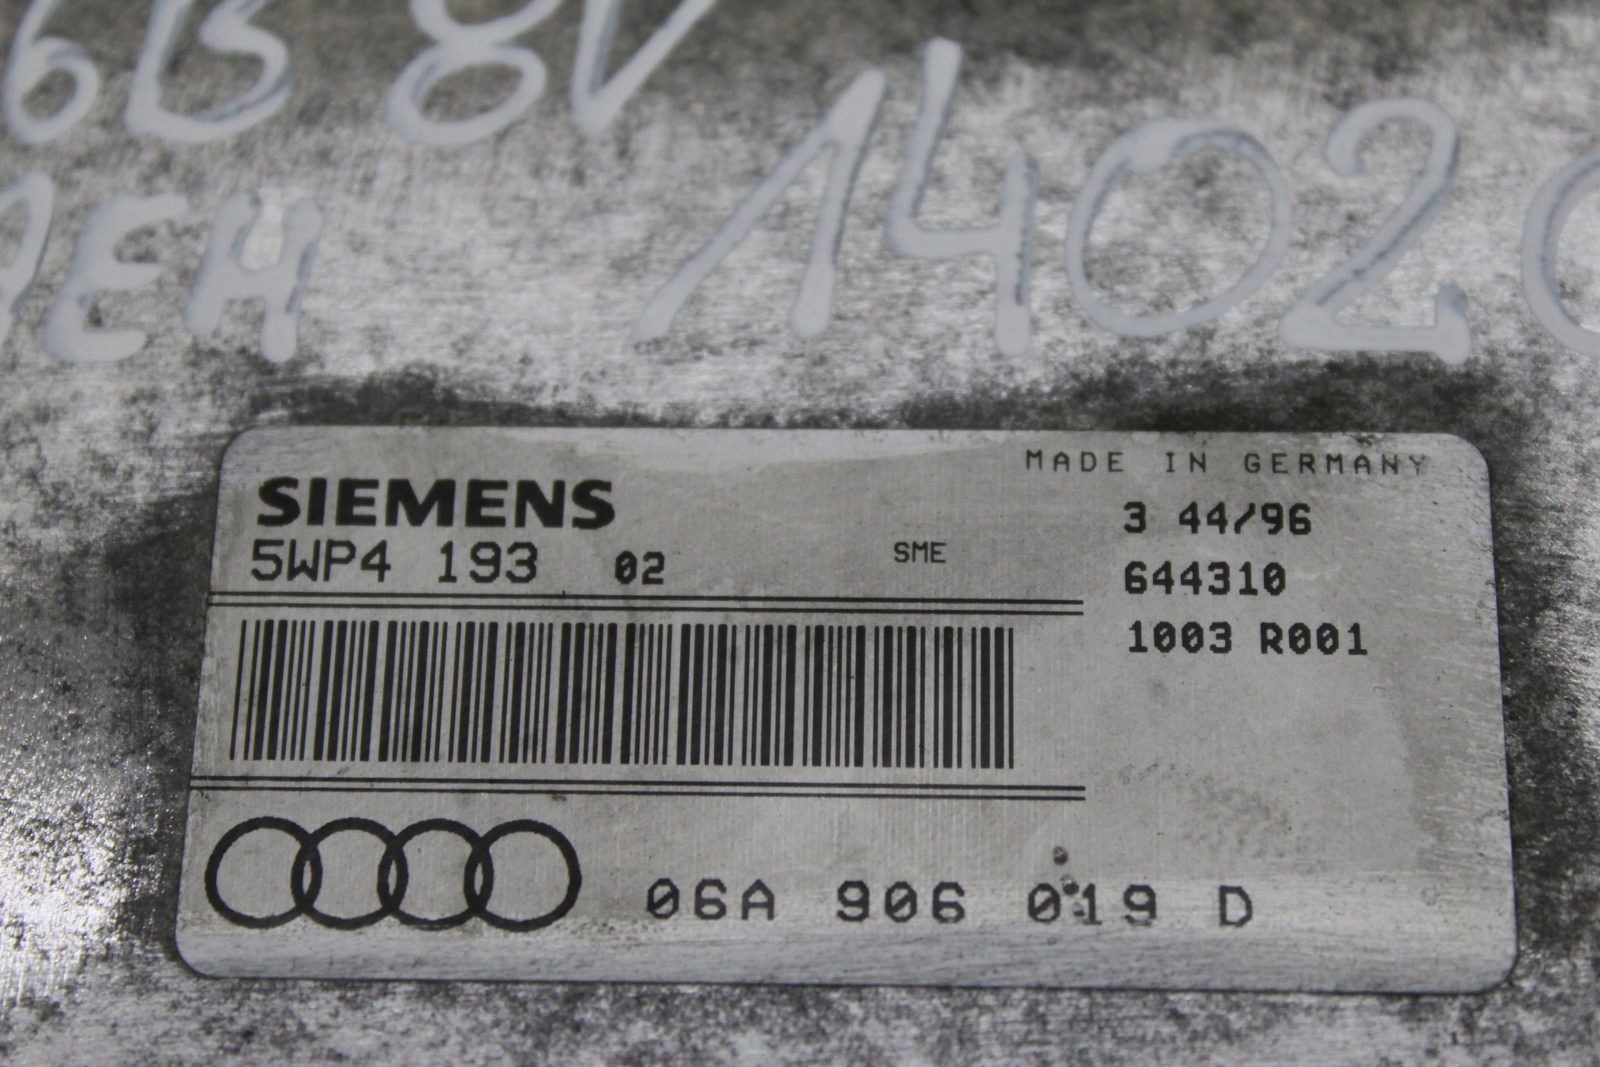 6B 8V
AEH 1402
MADE IN GERMANY
SIEMENS
3 44/96
5WP4 193 02 SME
644310
1003 R001
06A 906 019 D